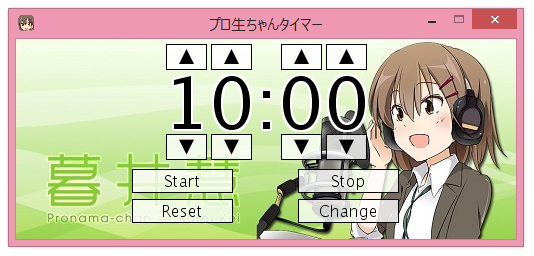 プロ生ちゃんタイマー
▲ ▲ ▲ ▲
10:00
▼ ▼ ▼ ▼
Start Stop
Reset Change
暮井 慧
Pronama-chan